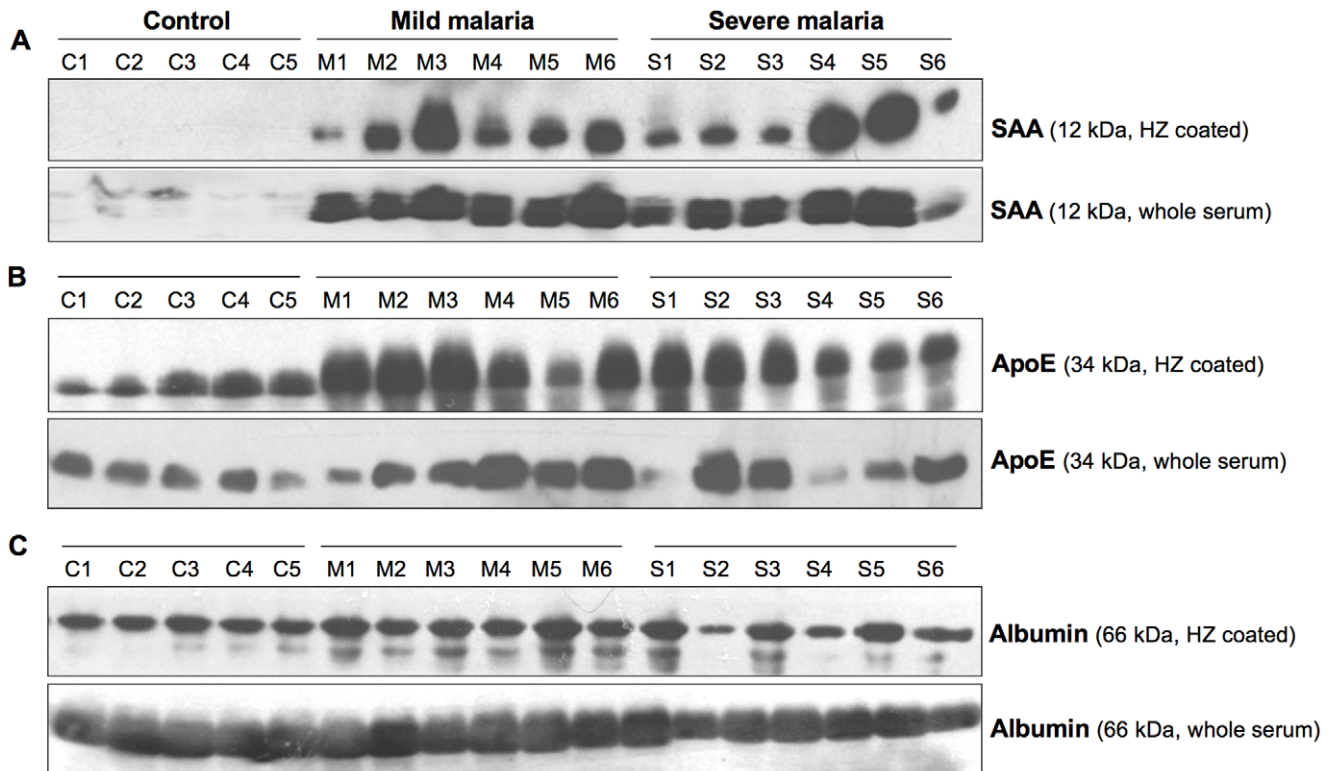 Control Mild malaria Severe malaria
A
C1 C2 C3 C4 C5 M1 M2 M3 M4 M5 M6 S1 S2 S3 S4 S5 S6
SAA (12 kDa, HZ coated)
SAA (12 kDa, whole serum)
B
C1 C2 C3 C4 C5 M1 M2 M3 M4 M5 M6 S1 S2 S3 S4 S5 S6
ApoE (34 kDa, HZ coated)
ApoE (34 kDa, whole serum)
C
C1 C2 C3 C4 C5 M1 M2 M3 M4 M5 M6 S1 S2 S3 S4 S5 S6
Albumin (66 kDa, HZ coated)
Albumin (66 kDa, whole serum)